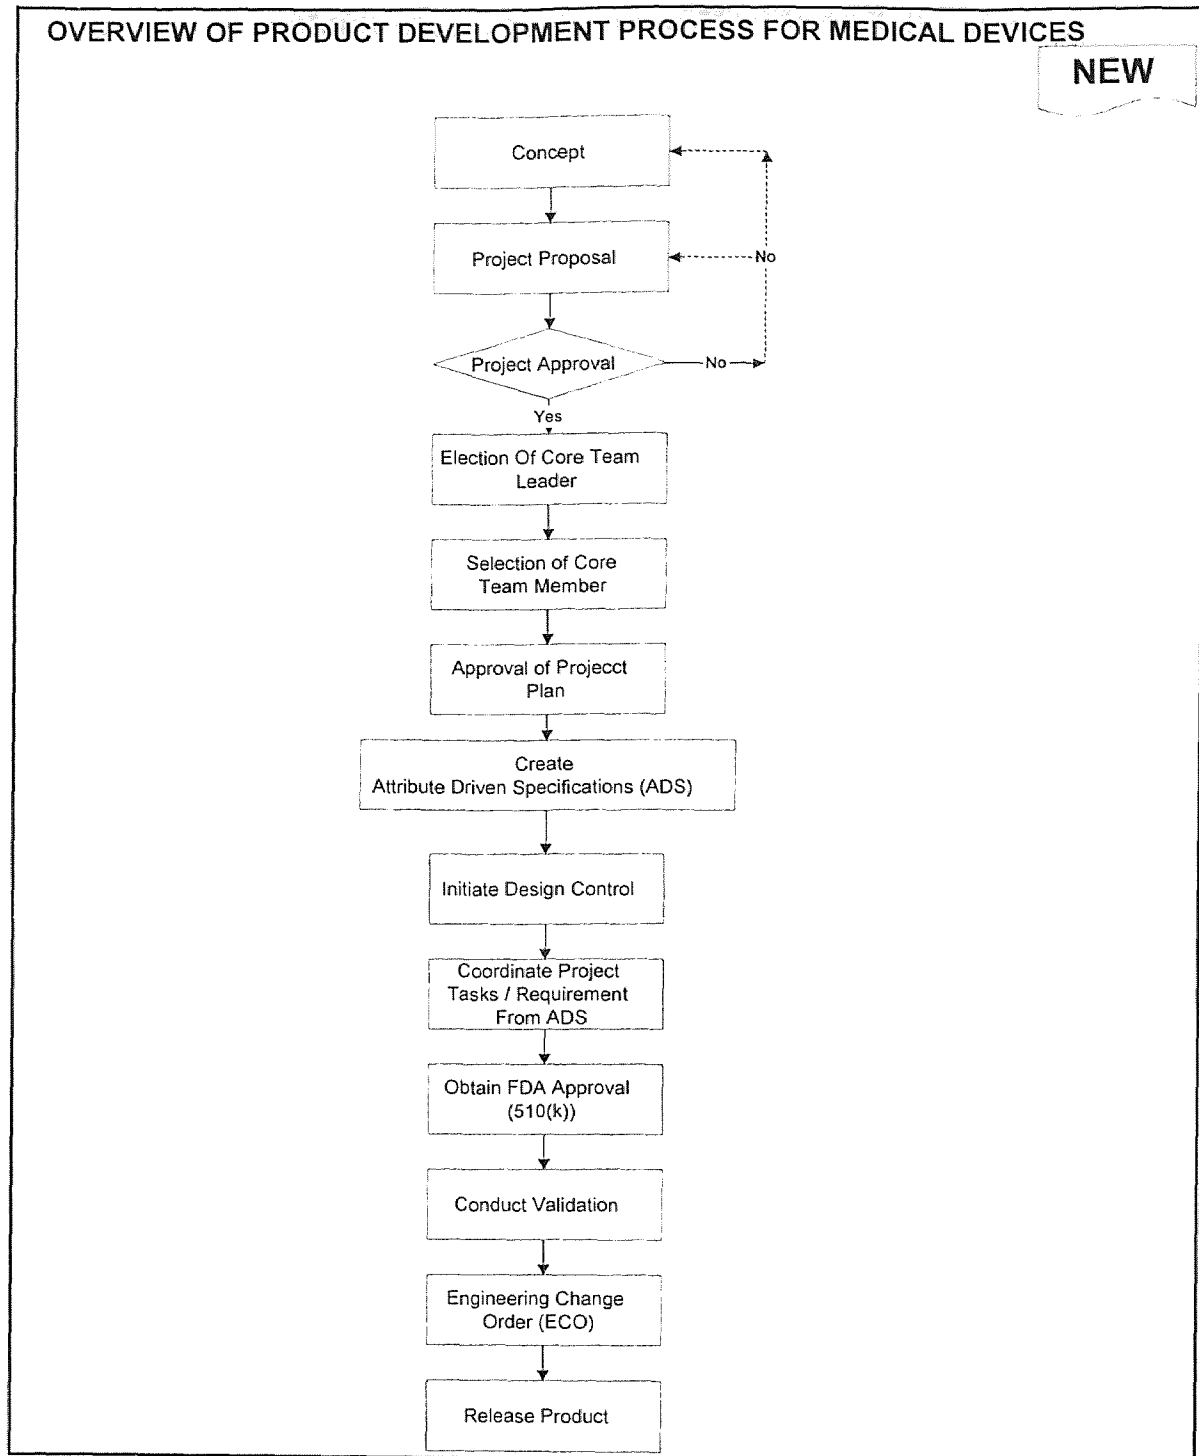 OVERVIEW OF PRODUCT DEVELOPMENT PROCESS FOR MEDICAL DEVICES
NEW
Concept
Project Proposal
No
Project Approval
No
Yes
Election Of Core Team
Leader
Selection of Core
Team Member
Approval of Projecct
Plan
Create
Attribute Driven Specifications (ADS)
Initiate Design Control
Coordinate Project
Tasks / Requirement
From ADS
Obtain FDA Approval
(510(k))
Conduct Validation
Engineering Change
Order (ECO)
Release Product